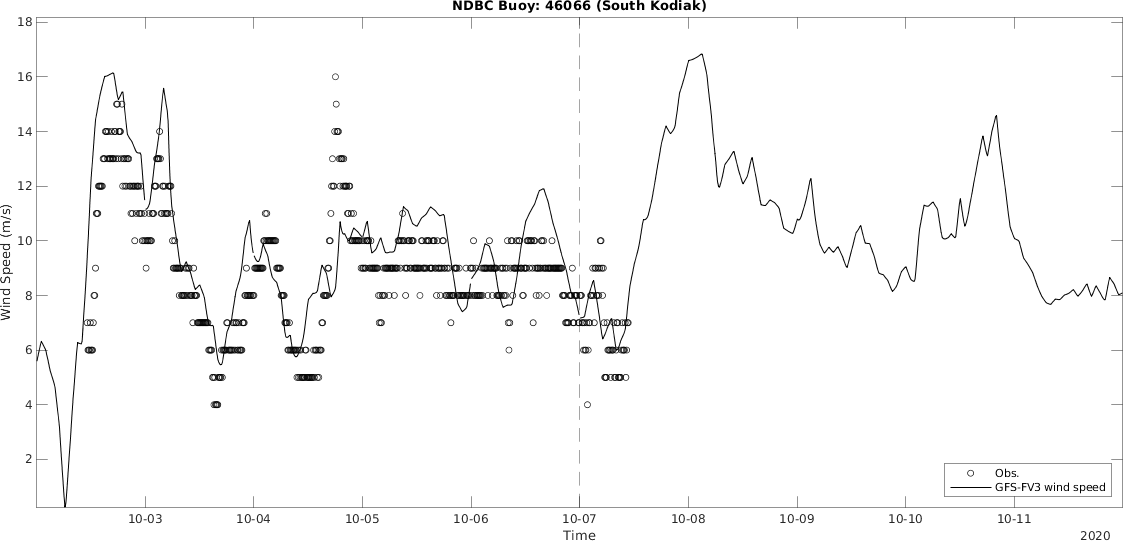 NDBC Buoy: 46066 (South Kodiak)
18
16
14
12
10
8
6
4
2
Wind Speed (m/s)
10-03 10-04 10-05 10-06 10-07 10-08 10-09 10-10 10-11
Time
2020
Obs.
GFS-FV3 wind speed